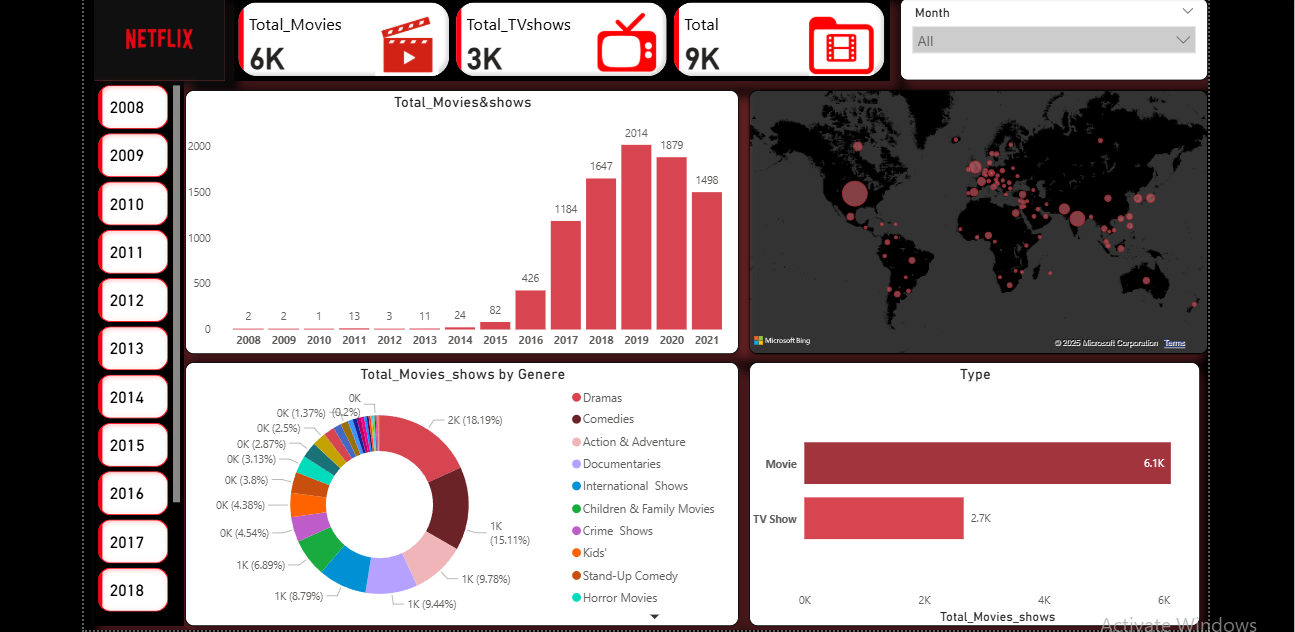 NETFLIX
Total_Movies
6K
Total_TVshows
3K
Total
9K
Month
All
2008
2009
2010
2011
2012
2013
2014
2015
2016
2017
2018
Total_Movies&shows
2000
1500
1000
500
0
2
2
1
13
3
11
24
82
426
1184
1647
2014
1879
1498
2008 2009 2010 2011 2012 2013 2014 2015 2016 2017 2018 2019 2020 2021
Microsoft Bing
© 2025 Microsoft Corporation Terms
Total_Movies_shows by Genere
0K
(0.2%)
0K (1.37%)
0K (2.5%)
0K (2.87%)
0K (3.13%)
0K (3.8%)
0K (4.38%)
0K (4.54%)
1K (6.89%)
1K (8.79%)
1K (9.44%)
1K (9.78%)
1K
(15.11%)
2K (18.19%)
Dramas
Comedies
Action & Adventure
Documentaries
International Shows
Children & Family Movies
Crime Shows
Kids'
Stand-Up Comedy
Horror Movies
Type
Movie
6.1K
TV Show
2.7K
0K 2K 4K 6K
Total_Movies_shows
Activate Windows